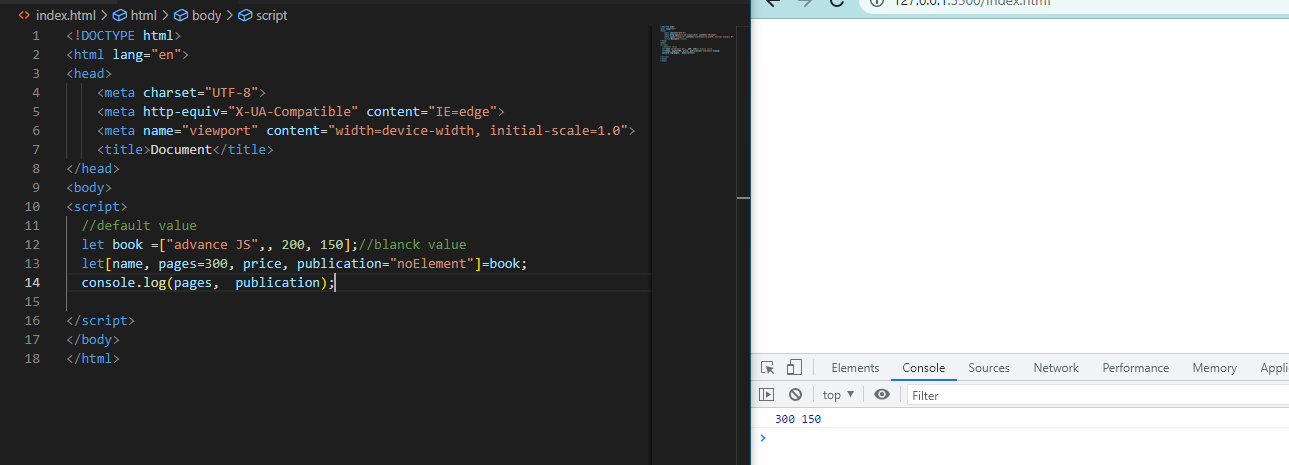 index.html > html > body > script
127.0.0.1:5500/index.html
1 <!DOCTYPE html>
2 <html lang="en">
3 <head>
4 <meta charset="UTF-8">
5 <meta http-equiv="X-UA-Compatible" content="IE=edge">
6 <meta name="viewport" content="width=device-width, initial-scale=1.0">
7 <title>Document</title>
8 </head>
9 <body>
10 <script>
11 //default value
12 let book =["advance JS",, 200, 150];//blanck value
13 let[name, pages=300, price, publication="noElement"]=book;
14 console.log(pages,  publication);
15
16 </script>
17 </body>
18 </html>
Elements Console Sources Network Performance Memory Appli
top ▼ Filter
300 150
>